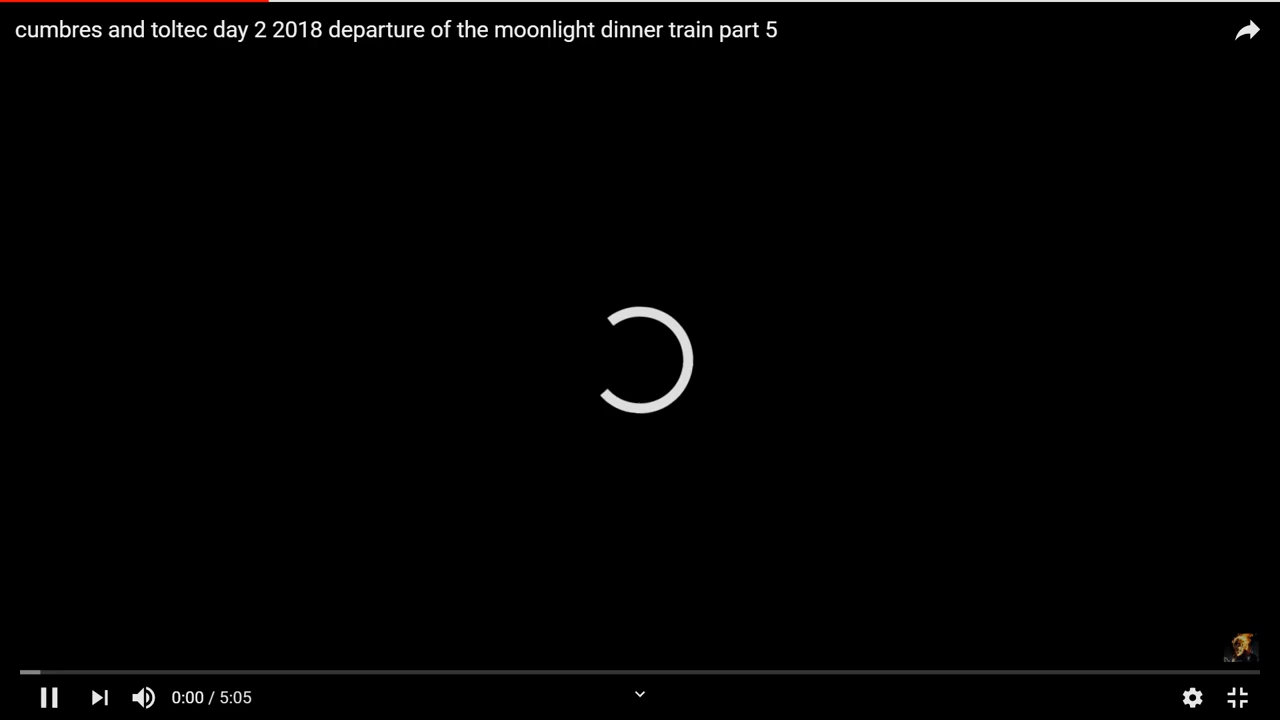 cumbres and toltec day 2 2018 departure of the moonlight dinner train part 5
0:00 / 5:05